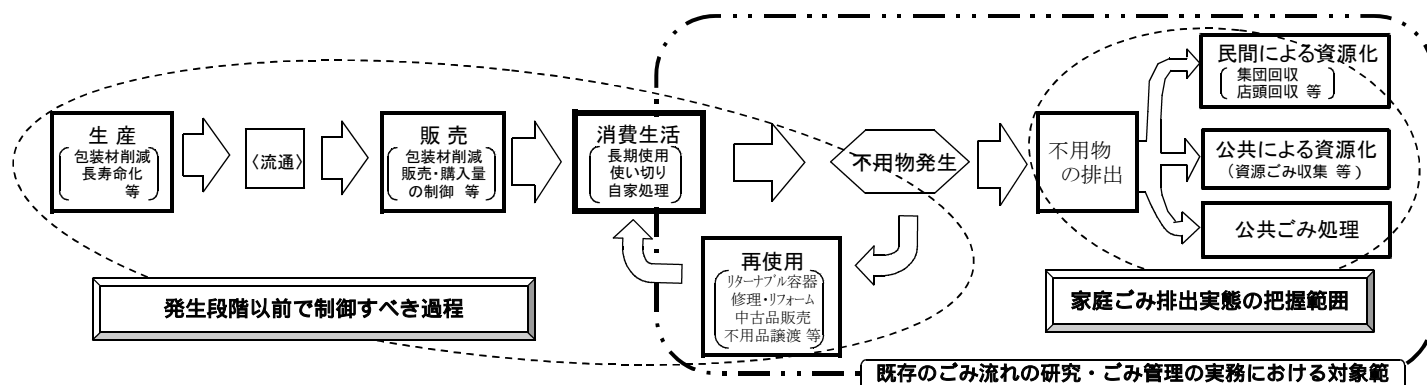 生 産
包装材削減
長寿命化
等
〈流通〉
販 売
包装材削減
販売・購入量
の制御 等
消費生活
長期使用
使い切り
自家処理
不用物発生
再使用
リターナブル容器
修理・リフォーム
中古品販売
不用品譲渡 等
不用物
の排出
民間による資源化
集団回収
店頭回収 等
公共による資源化
(資源ごみ収集 等)
公共ごみ処理
発生段階以前で制御すべき過程
家庭ごみ排出実態の把握範囲
既存のごみ流れの研究・ごみ管理の実務における対象範